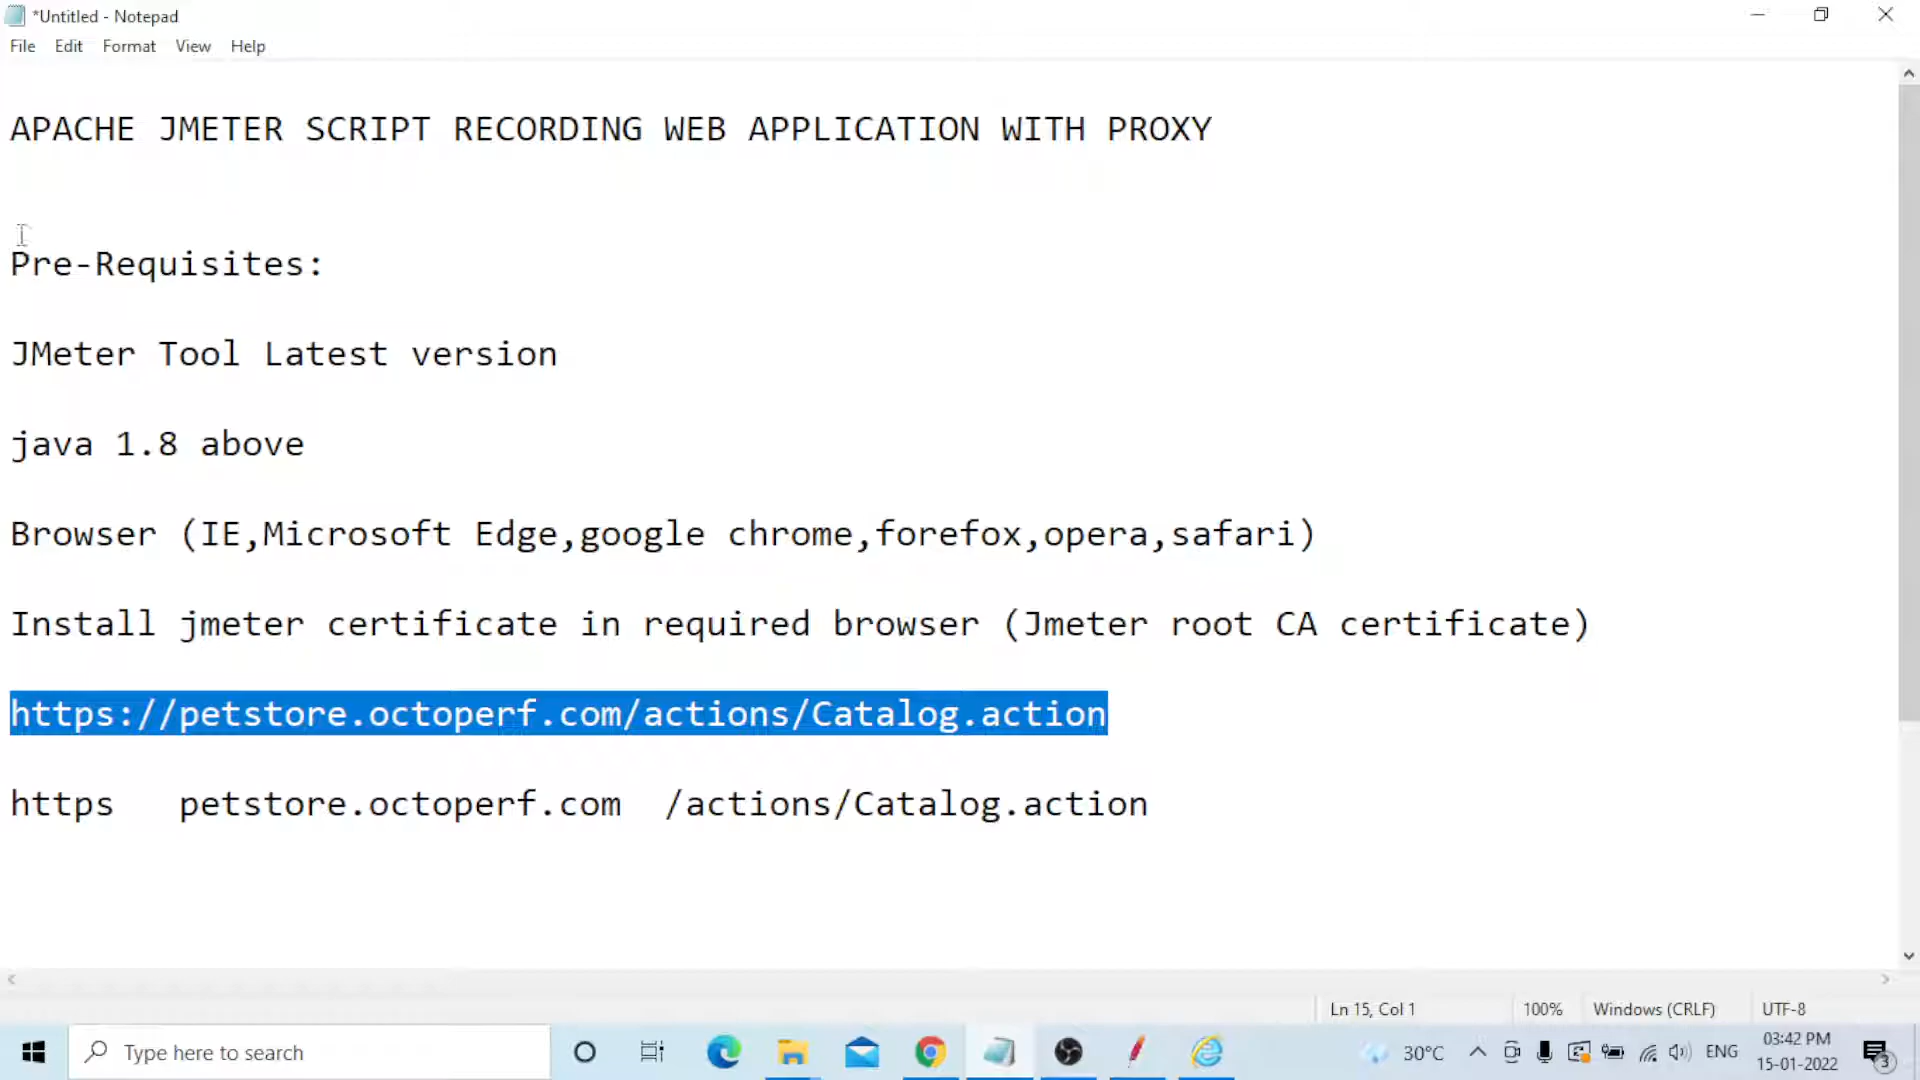 *Untitled - Notepad
File Edit Format View Help
APACHE JMETER SCRIPT RECORDING WEB APPLICATION WITH PROXY
Pre-Requisites:
JMeter Tool Latest version
java 1.8 above
Browser (IE,Microsoft Edge,google chrome,forefox,opera,safari)
Install jmeter certificate in required browser (Jmeter root CA certificate)
https://petstore.octoperf.com/actions/Catalog.action
https petstore.octoperf.com /actions/Catalog.action
Ln 15, Col 1 100% Windows (CRLF) UTF-8
Type here to search 30°C ENG 03:42 PM
15-01-2022 3